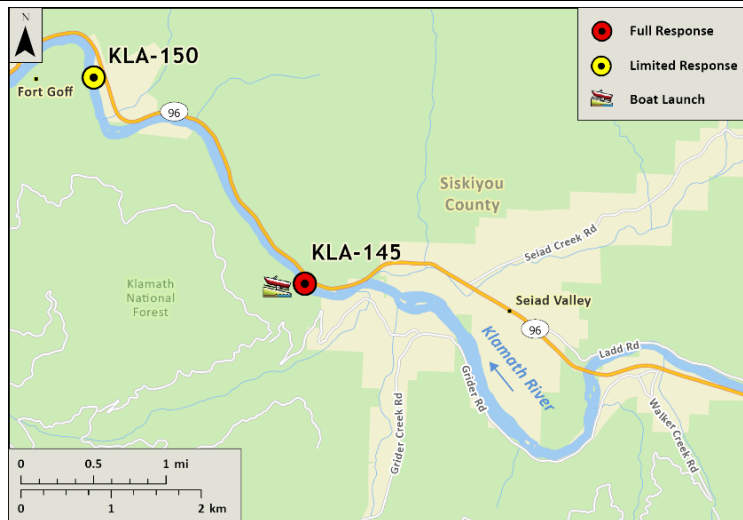 N
KLA-150
Fort Goff
96
Full Response
Limited Response
Boat Launch
Siskiyou
County
Seiad Creek Rd
KLA-145
Klamath
National
Forest
Seiad Valley
96
Klamath River
Ladd Rd
Grider Rd
Grider Creek Rd
Walker Creek Rd
0 0.5 1 mi
0 1 2 km